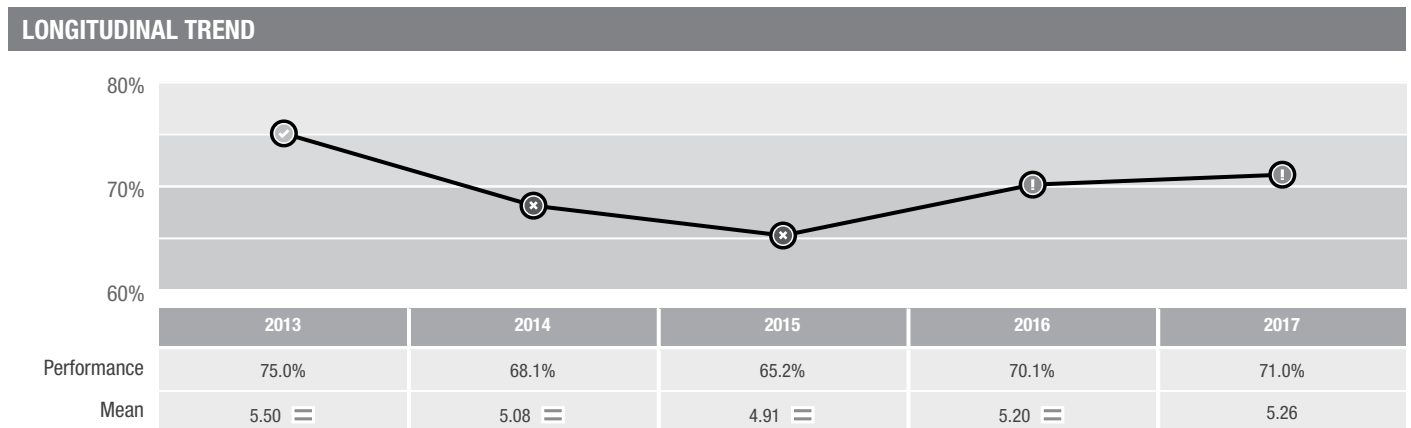 LONGITUDINAL TREND
80%
70%
60%
2013 2014 2015 2016 2017
Performance 75.0% 68.1% 65.2% 70.1% 71.0%
Mean 5.50 5.08 4.91 5.20 5.26